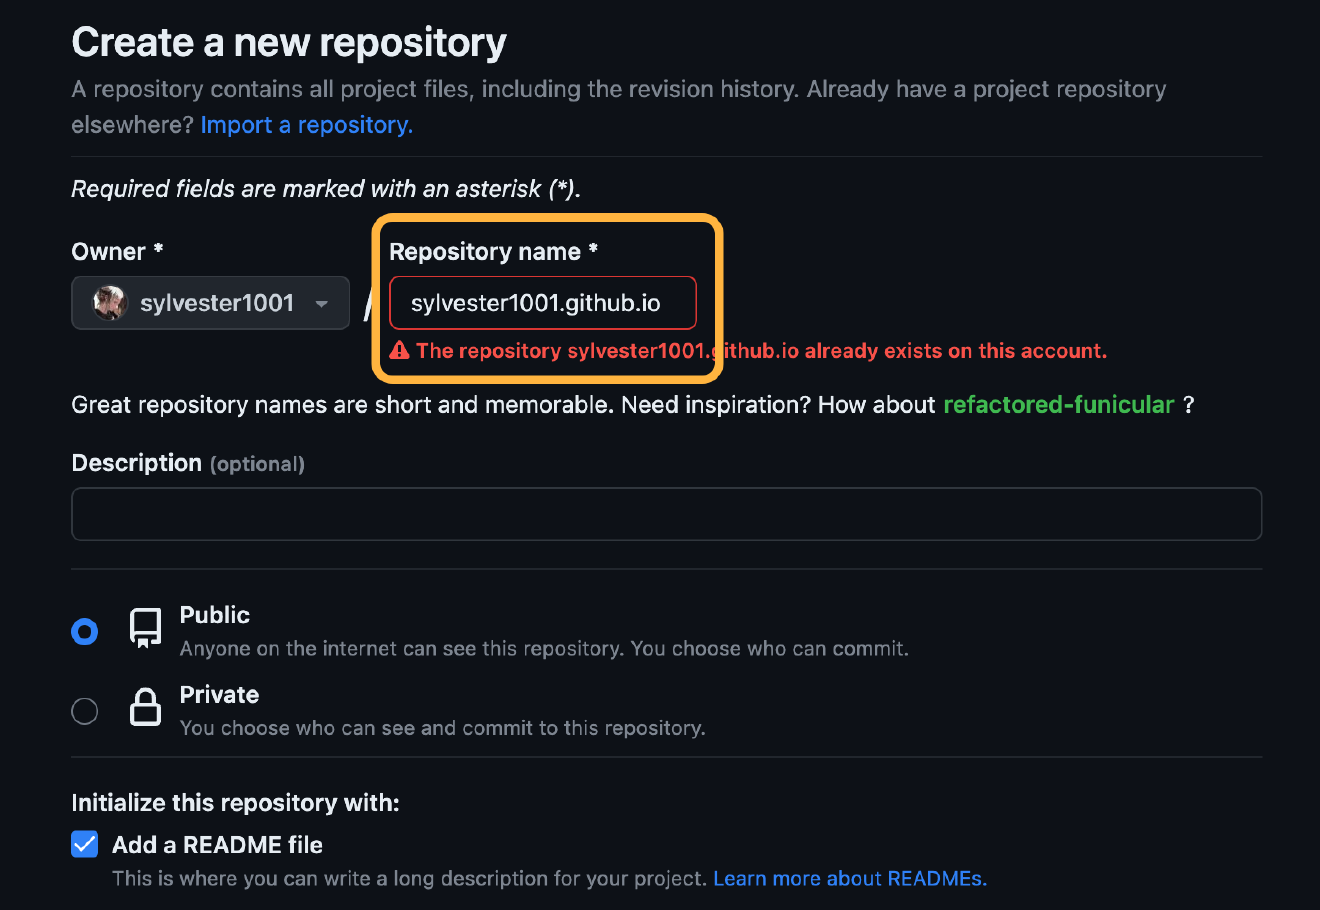 Create a new repository
A repository contains all project files, including the revision history. Already have a project repository
elsewhere? Import a repository.
Required fields are marked with an asterisk (*).
Owner *
Repository name *
sylvester1001
/
sylvester1001.github.io
The repository sylvester1001.github.io already exists on this account.
Great repository names are short and memorable. Need inspiration? How about refactored-funicular ?
Description (optional)
Public
Anyone on the internet can see this repository. You choose who can commit.
Private
You choose who can see and commit to this repository.
Initialize this repository with:
Add a README file
This is where you can write a long description for your project. Learn more about READMEs.